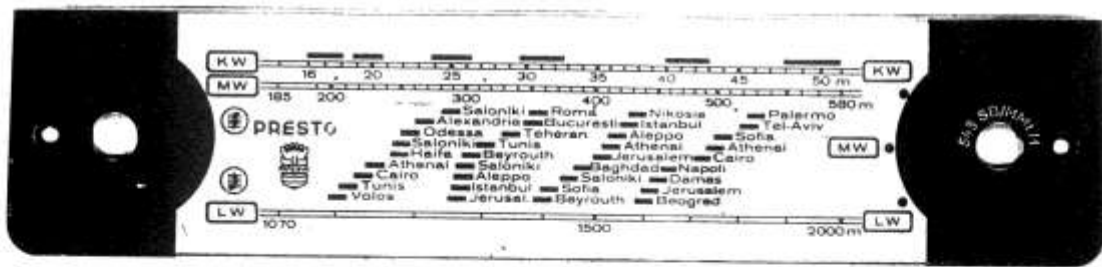 KW 16 20 25 30 35 40 45 50 m KW
MW 185 200 300 400 500 580 m
Saloniki Roma Nikosia Palermo
Alexandria Bucuresti Istanbul Tel-Aviv
PRESTO Odessa Teheran Aleppo Sofia
Saloniki Tunis Athenai Athenai MW
Haifa Beyrouth Jerusalem Cairo
Athenai Saloniki Baghdad Napoli
Cairo Aleppo Saloniki Damas
Tunis Istanbul Sofia Jerusalem
Volos Jerusal. Beyrouth Beograd
LW 1070 1500 2000 m LW